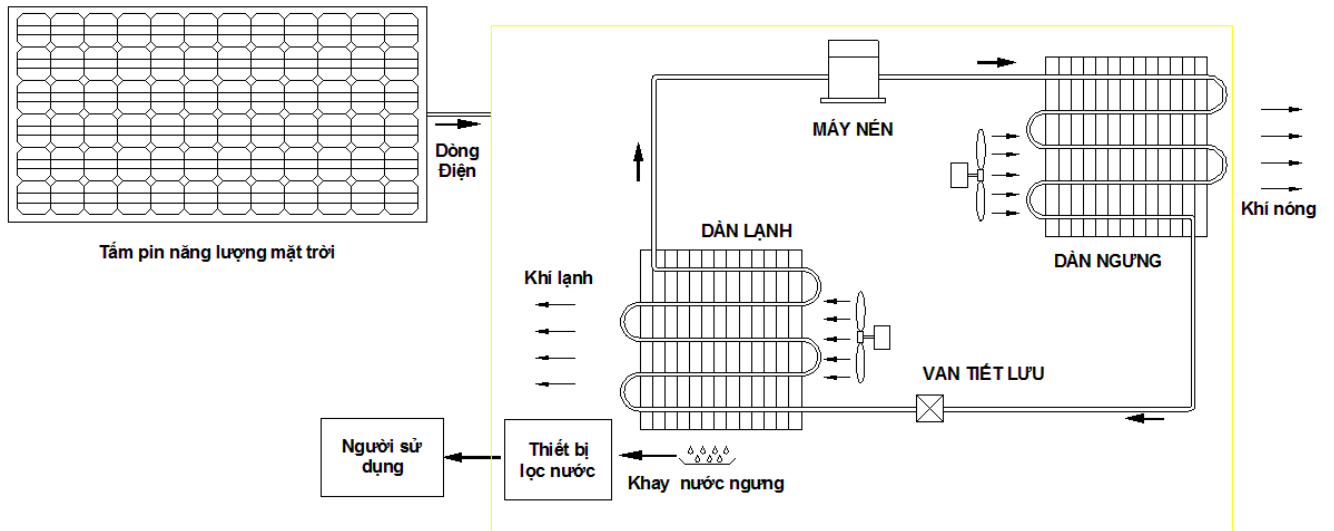 MÁY NÉN
Dòng
Điện
Khí nóng
Tấm pin năng lượng mặt trời
DÀN LẠNH
DÀN NGƯNG
Khí lạnh
VAN TIẾT LƯU
Người sử
dụng
Thiết bị
lọc nước
Khay nước ngưng